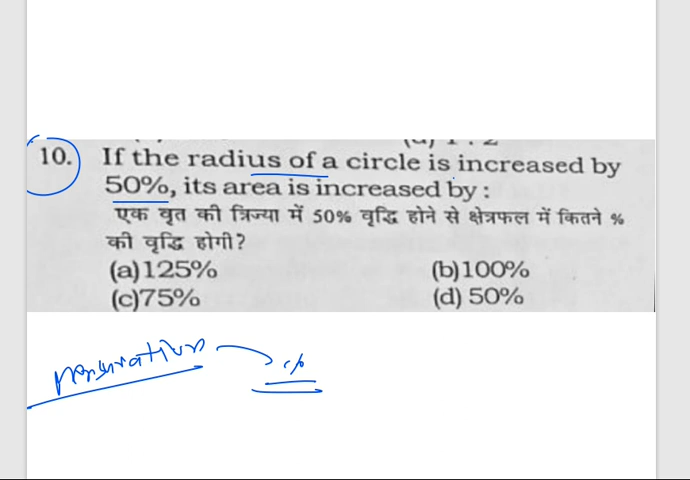 10. If the radius of a circle is increased by
50%, its area is increased by :
एक वृत की त्रिज्या में 50% वृद्धि होने से क्षेत्रफल में कितने %
की वृद्धि होगी?
(a)125% (b)100%
(c)75% (d) 50%
%